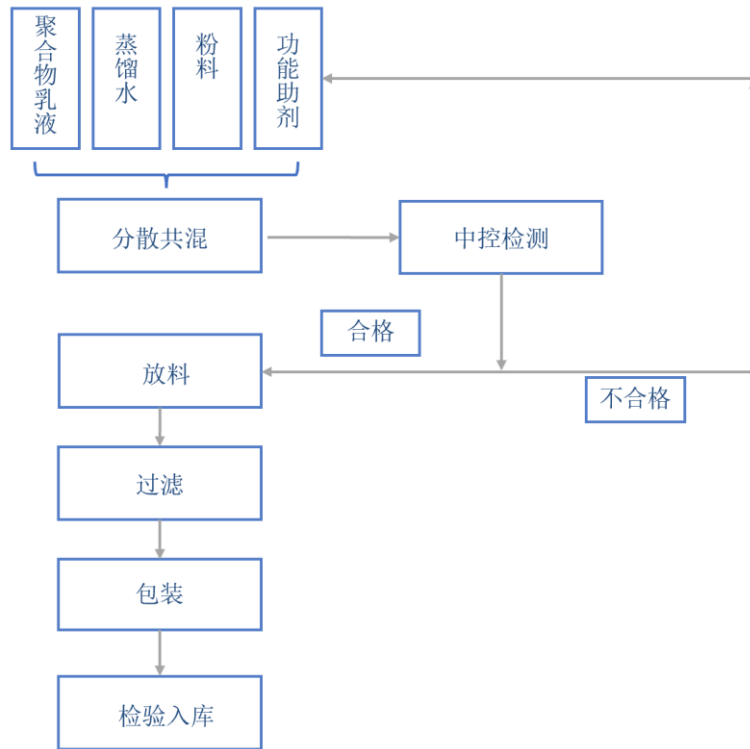 聚合物乳液
蒸馏水
粉料
功能助剂
分散共混
中控检测
合格
放料
不合格
过滤
包装
检验入库